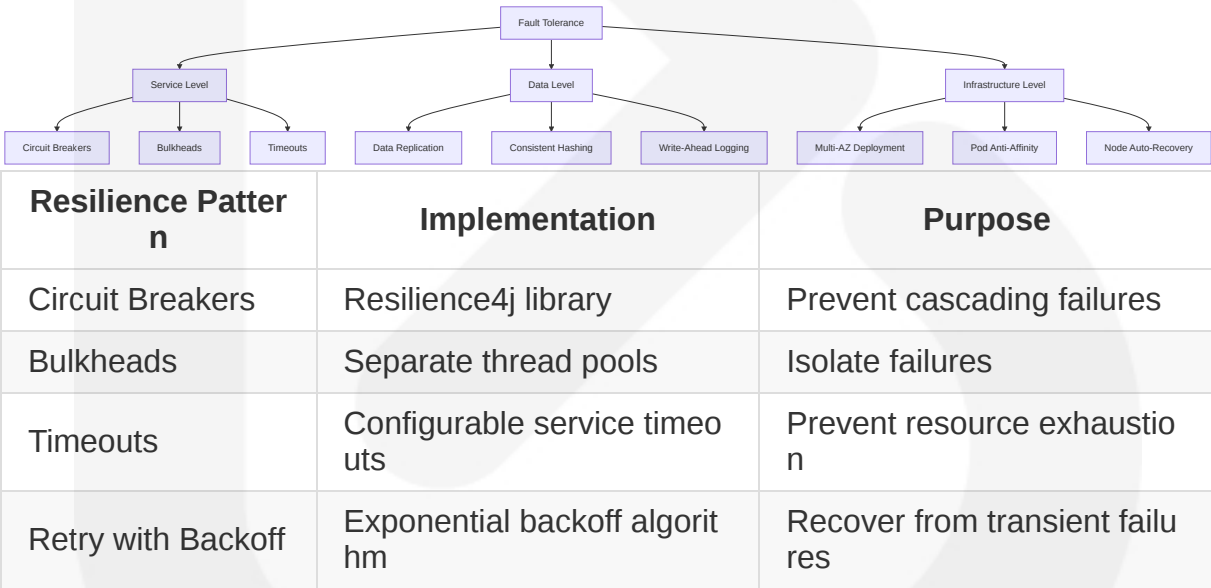 Fault Tolerance
Service Level
Data Level
Infrastructure Level
Circuit Breakers
Bulkheads
Timeouts
Data Replication
Consistent Hashing
Write-Ahead Logging
Multi-AZ Deployment
Pod Anti-Affinity
Node Auto-Recovery
Resilience Patter
n
Implementation
Purpose
Circuit Breakers
Resilience4j library
Prevent cascading failures
Bulkheads
Separate thread pools
Isolate failures
Timeouts
Configurable service timeo
uts
Prevent resource exhaustio
n
Retry with Backoff
Exponential backoff algorit
hm
Recover from transient failu
res